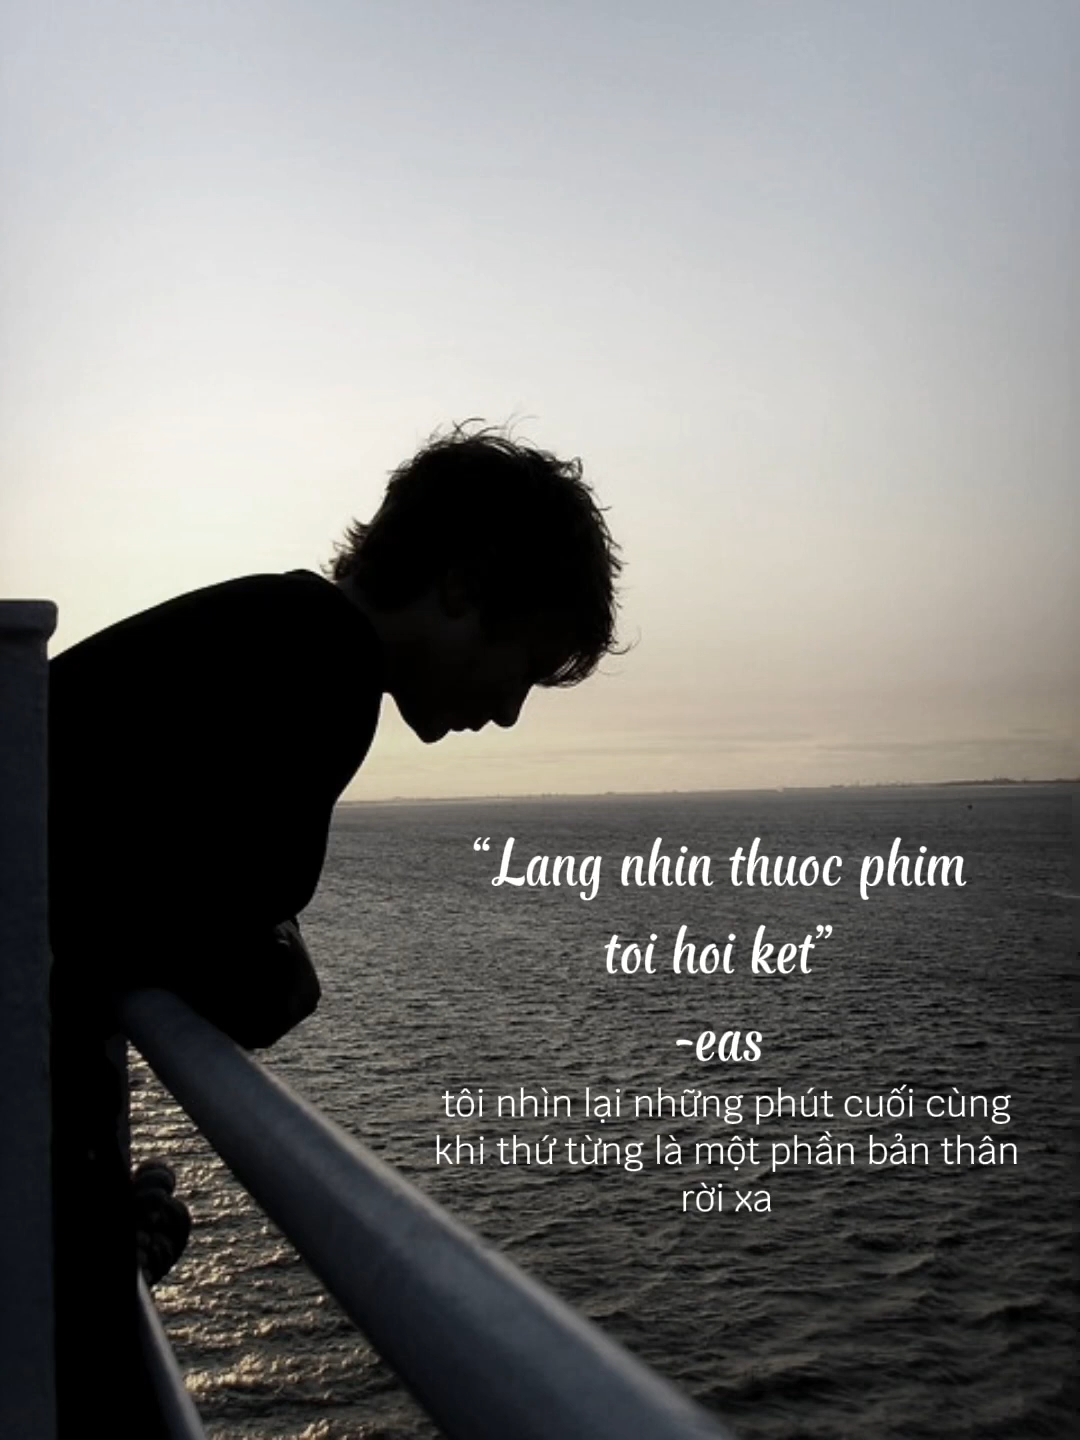 “Lang nhin thuoc phim
toi hoi ket”
-eas
tôi nhìn lại những phút cuối cùng
khi thứ từng là một phần bản thân
rời xa